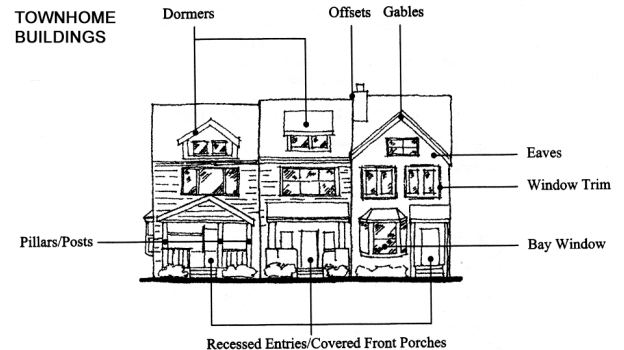 TOWNHOME
BUILDINGS
Dormers
Offsets
Gables
Eaves
Window Trim
Pillars/Posts
Bay Window
Recessed Entries/Covered Front Porches